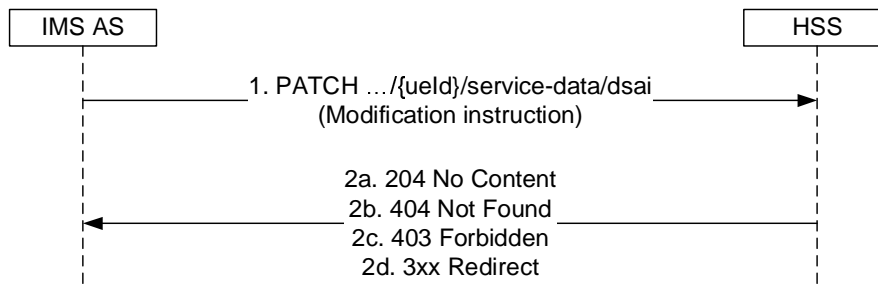 IMS AS
HSS
1. PATCH …/{ueId}/service-data/dsai
(Modification instruction)
2a. 204 No Content
2b. 404 Not Found
2c. 403 Forbidden
2d. 3xx Redirect